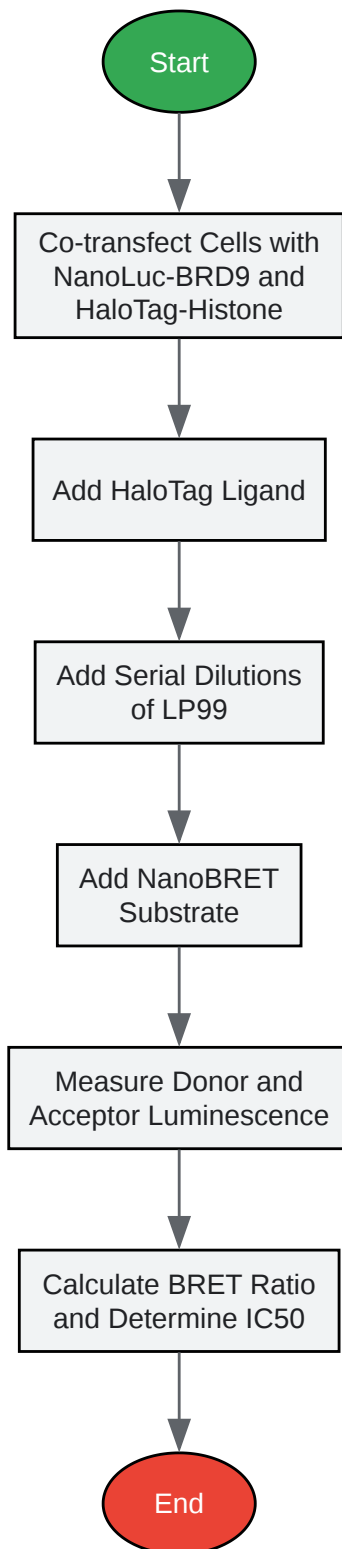 Start
Co-transfect Cells with
NanoLuc-BRD9 and
HaloTag-Histone
Add HaloTag Ligand
Add Serial Dilutions
of LP99
Add NanoBRET
Substrate
Measure Donor and
Acceptor Luminescence
Calculate BRET Ratio
and Determine IC50
End